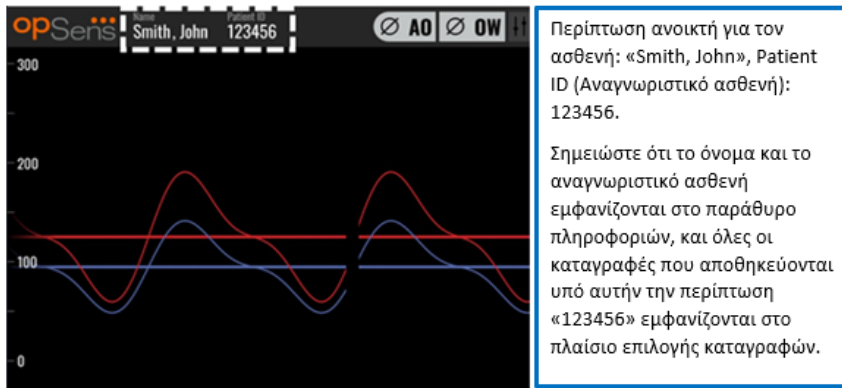 opSens
Name Patient ID
Smith, John 123456
Ø AO Ø OW
300
200
100
0
Περίπτωση ανοικτή για τον
ασθενή: «Smith, John», Patient
ID (Αναγνωριστικό ασθενή):
123456.
Σημειώστε ότι το όνομα και το
αναγνωριστικό ασθενή
εμφανίζονται στο παράθυρο
πληροφοριών, και όλες οι
καταγραφές που αποθηκεύονται
υπό αυτήν την περίπτωση
«123456» εμφανίζονται στο
πλαίσιο επιλογής καταγραφών.